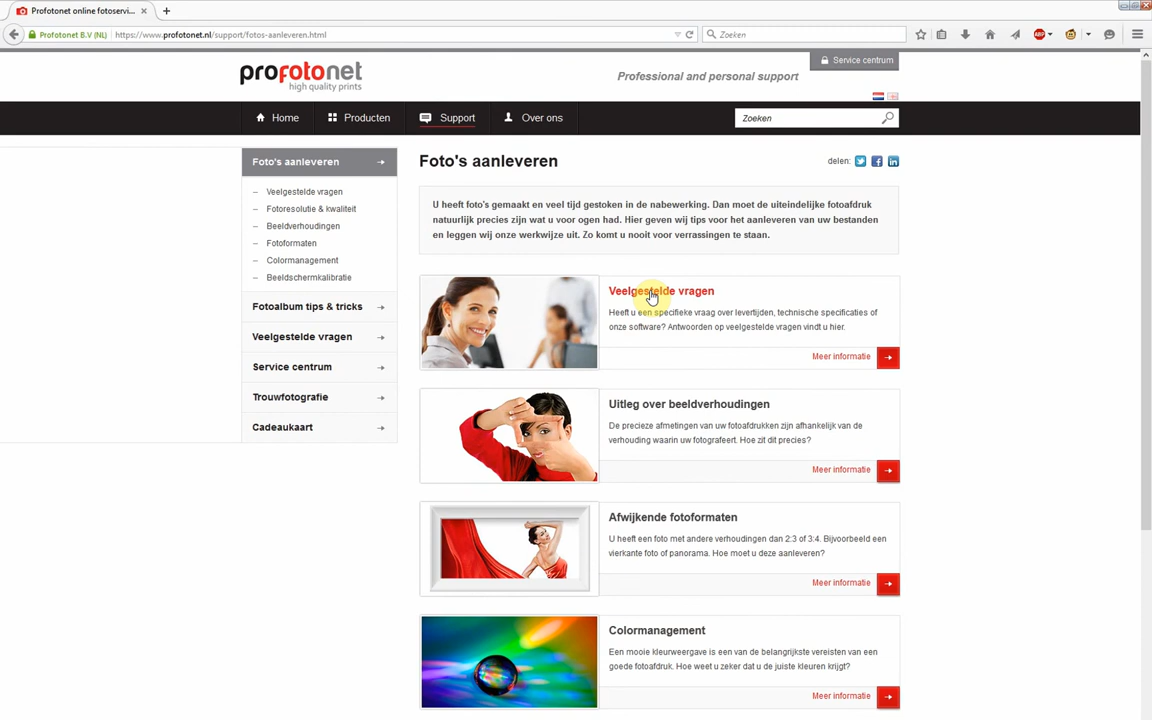 Profotonet online fotoservi...
Profotonet B.V (NL)
https://www.profotonet.nl/support/fotos-aanleveren.html
Zoeken
ABP
profotonet
high quality prints
Professional and personal support
Service centrum
Home
Producten
Support
Over ons
Zoeken
Foto's aanleveren
Veelgestelde vragen
Fotoresolutie & kwaliteit
Beeldverhoudingen
Fotoformaten
Colormanagement
Beeldschermkalibratie
Fotoalbum tips & tricks
Veelgestelde vragen
Service centrum
Trouwfotografie
Cadeaukaart
Foto's aanleveren
delen:
U heeft foto's gemaakt en veel tijd gestoken in de nabewerking. Dan moet de uiteindelijke fotoafdruk
natuurlijk precies zijn wat u voor ogen had. Hier geven wij tips voor het aanleveren van uw bestanden
en leggen wij onze werkwijze uit. Zo komt u nooit voor verrassingen te staan.
Veelgestelde vragen
Heeft u een specifieke vraag over levertijden, technische specificaties of
onze software? Antwoorden op veelgestelde vragen vindt u hier.
Meer informatie
Uitleg over beeldverhoudingen
De precieze afmetingen van uw fotoafdrukken zijn afhankelijk van de
verhouding waarin uw fotografeert. Hoe zit dit precies?
Meer informatie
Afwijkende fotoformaten
U heeft een foto met andere verhoudingen dan 2:3 of 3:4. Bijvoorbeeld een
vierkante foto of panorama. Hoe moet u deze aanleveren?
Meer informatie
Colormanagement
Een mooie kleurweergave is een van de belangrijkste vereisten van een
goede fotoafdruk. Hoe weet u zeker dat u de juiste kleuren krijgt?
Meer informatie